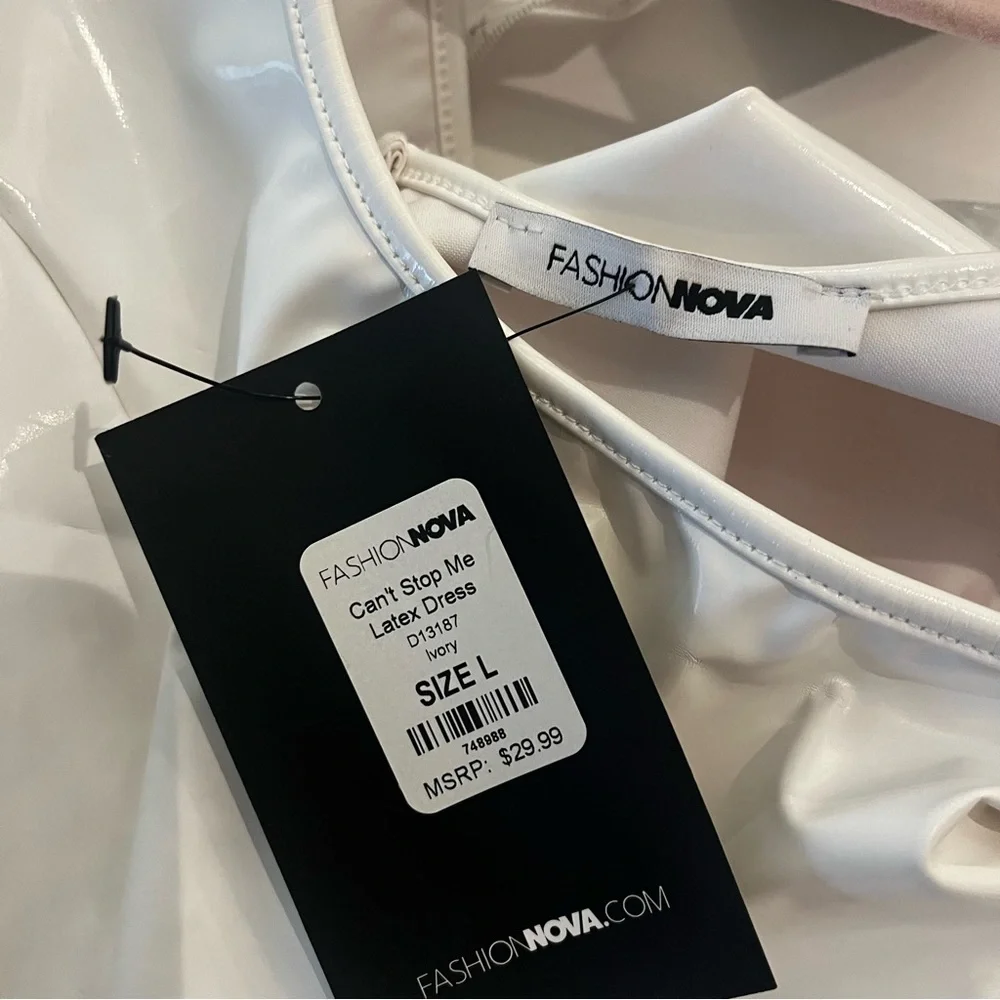 FASHIONNOVA
FASHIONNOVA
Can't Stop Me
Latex Dress
D13187
Ivory
SIZE L
748988
MSRP: $29.99
FASHIONNOVA.COM